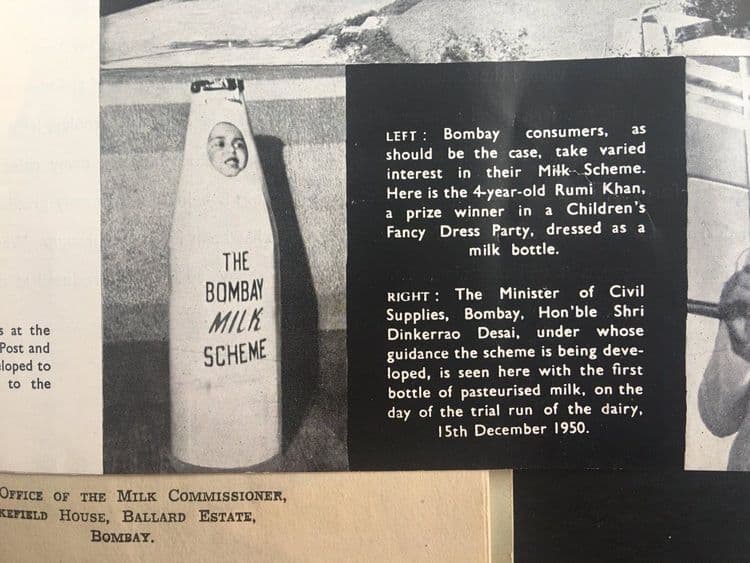 THE
BOMBAY
MILK
SCHEME
LEFT : Bombay consumers, as
should be the case, take varied
interest in their Milk Scheme.
Here is the 4-year-old Rumi Khan,
a prize winner in a Children's
Fancy Dress Party, dressed as a
milk bottle.
RIGHT : The Minister of Civil
Supplies, Bombay, Hon'ble Shri
Dinkerrao Desai, under whose
guidance the scheme is being deve-
loped, is seen here with the first
bottle of pasteurised milk, on the
day of the trial run of the dairy,
15th December 1950.
s at the
Post and
loped to
to the
OFFICE OF THE MILK COMMISSIONER,
KEFIELD HOUSE, BALLARD ESTATE,
BOMBAY.